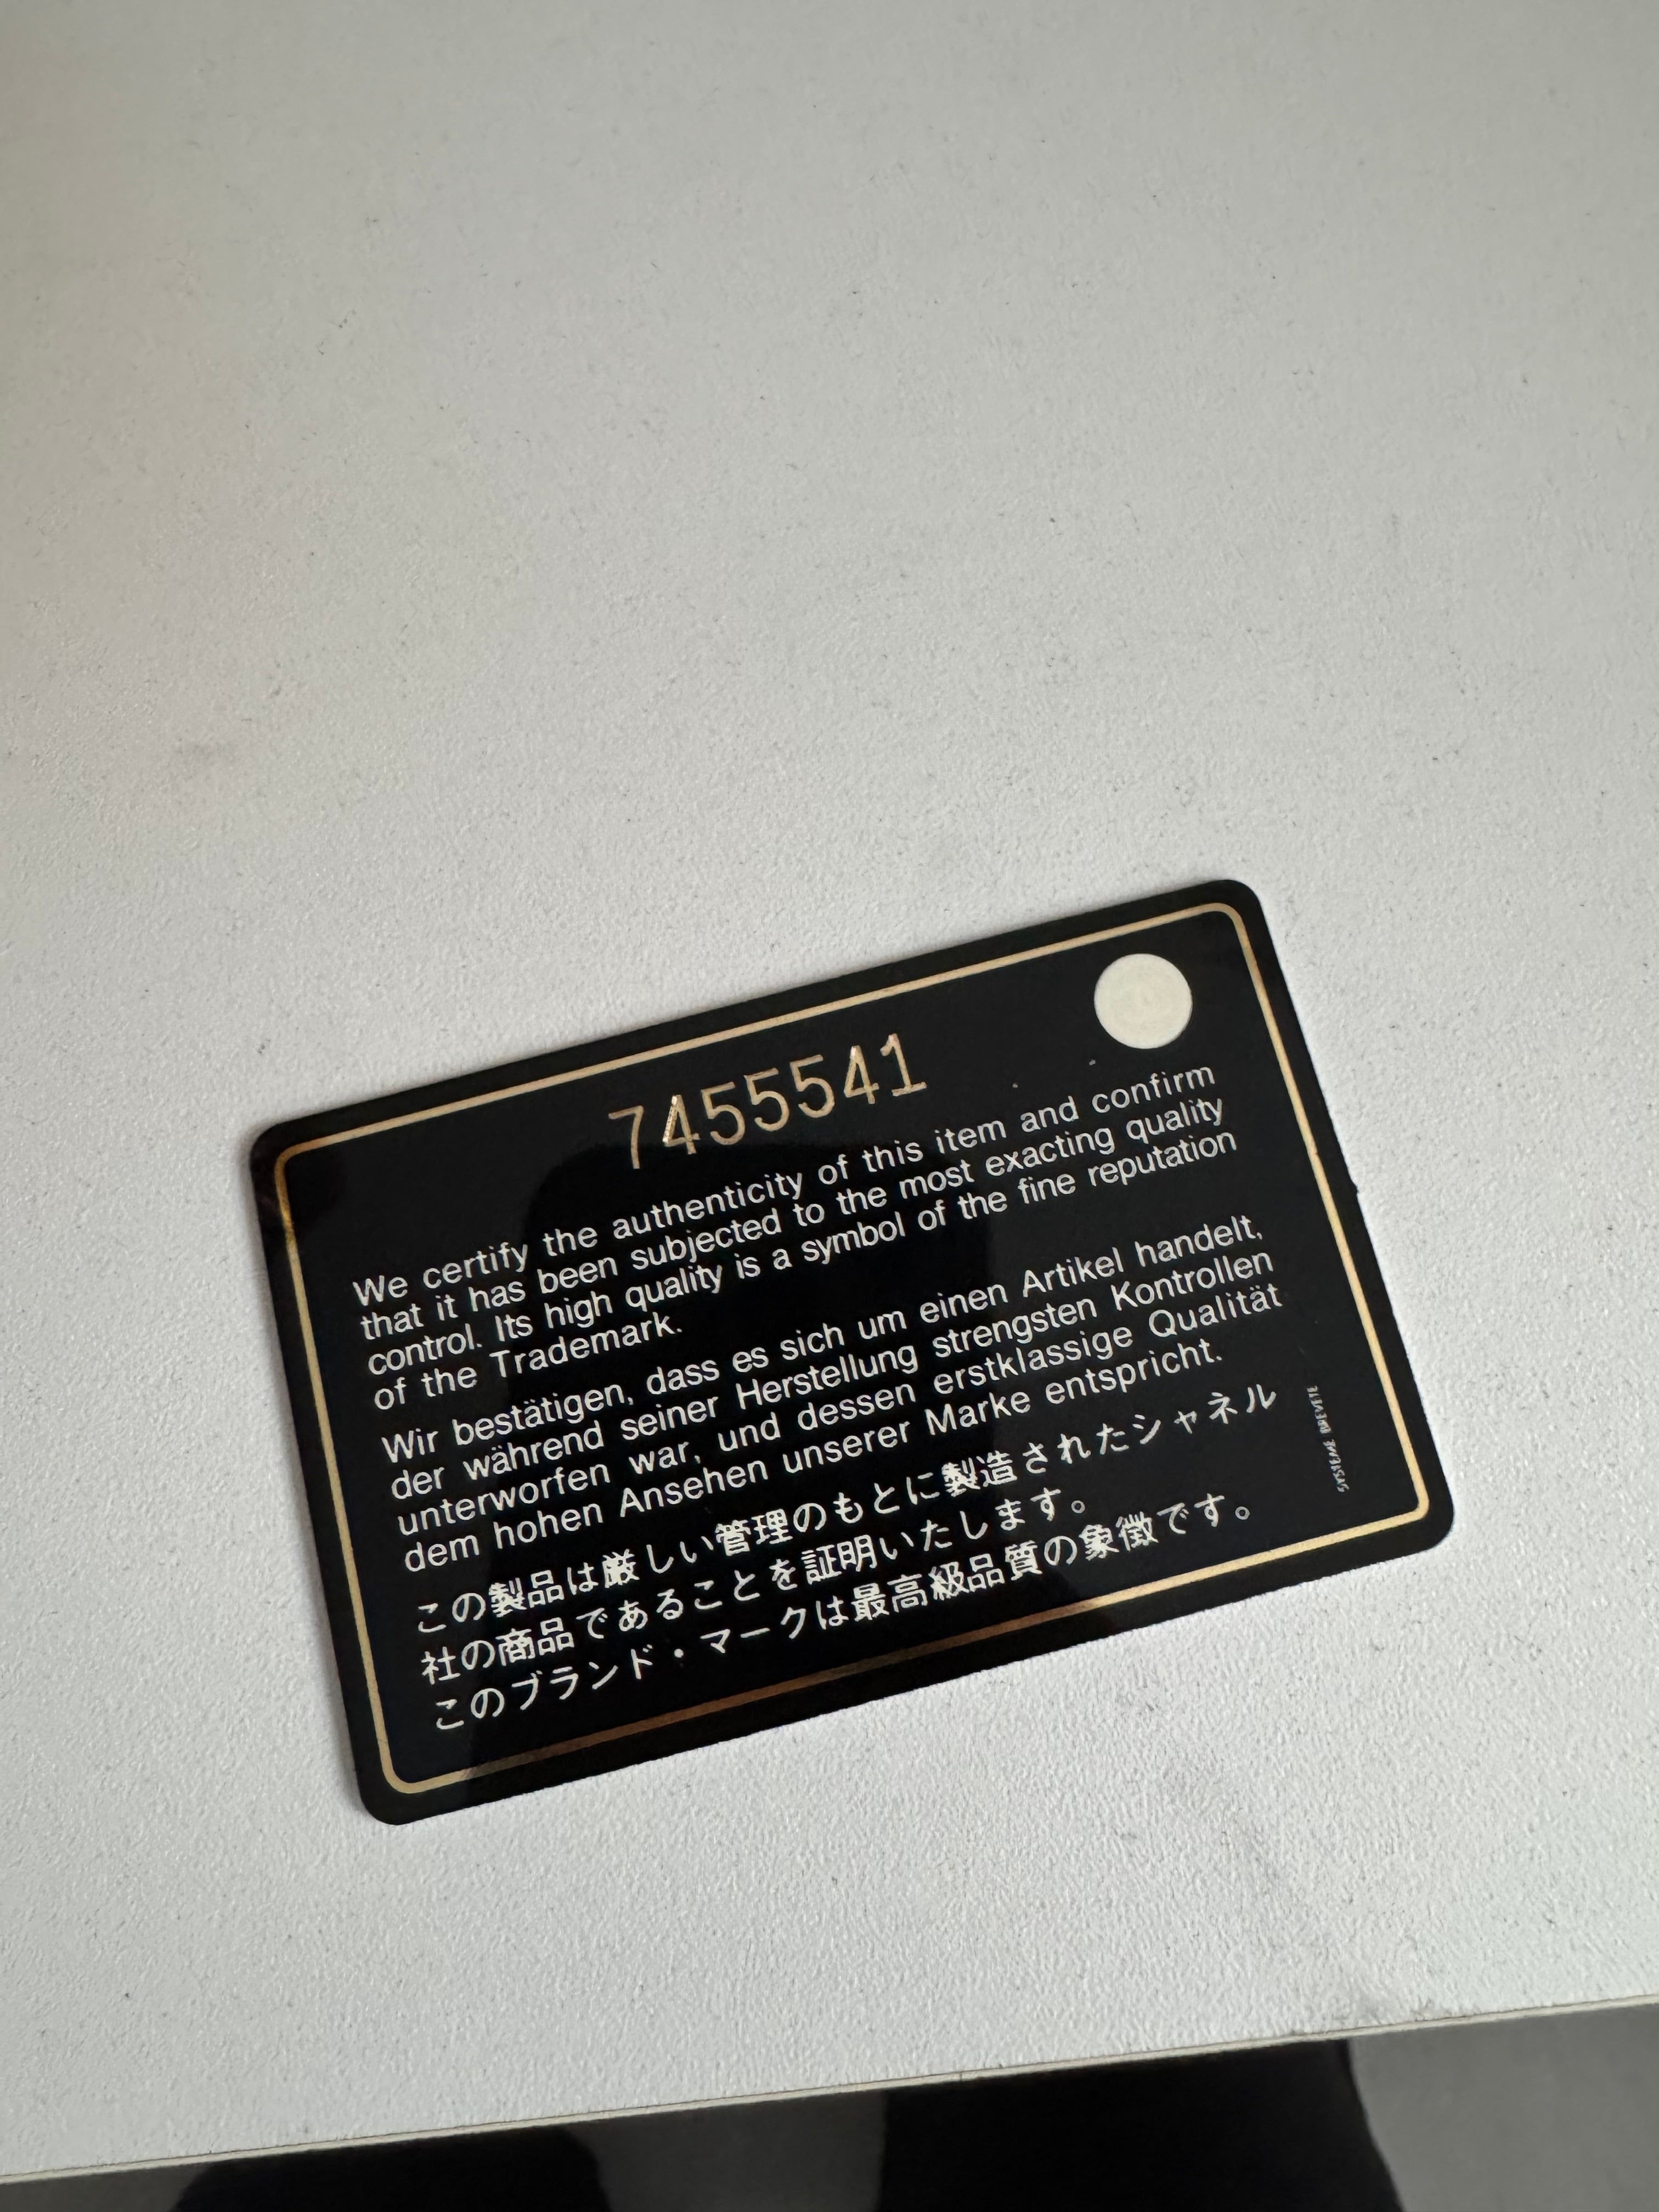 7455541
We certify the authenticity of this item and confirm
that it has been subjected to the most exacting quality
control. Its high quality is a symbol of the fine reputation
of the Trademark.
Wir bestätigen, dass es sich um einen Artikel handelt,
der während seiner Herstellung strengsten Kontrollen
unterworfen war, und dessen erstklassige Qualität
dem hohen Ansehen unserer Marke entspricht.
この製品は厳しい管理のもとに製造されたシャネル
社の商品であることを証明いたします。
このブランド・マークは最高級品質の象徴です。
SYSTEME BREVETE